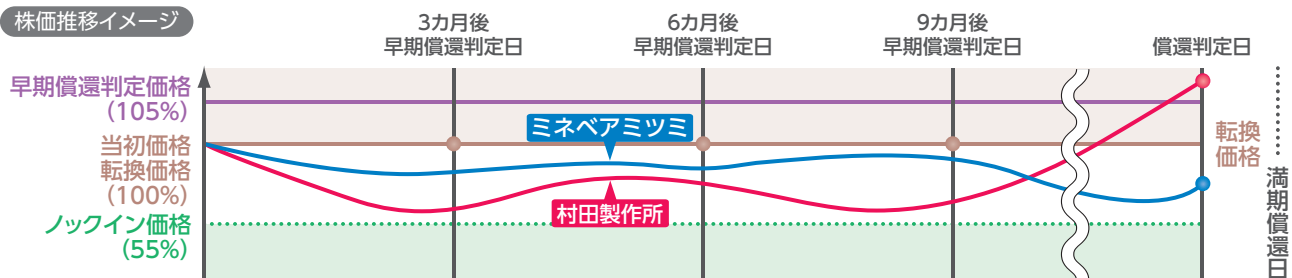 株価推移イメージ
3カ月後
早期償還判定日
6カ月後
早期償還判定日
9カ月後
早期償還判定日
償還判定日
早期償還判定価格
(105%)
当初価格
転換価格
(100%)
ノックイン価格
(55%)
ミネベアミツミ
村田製作所
転換
価格
満期償還日